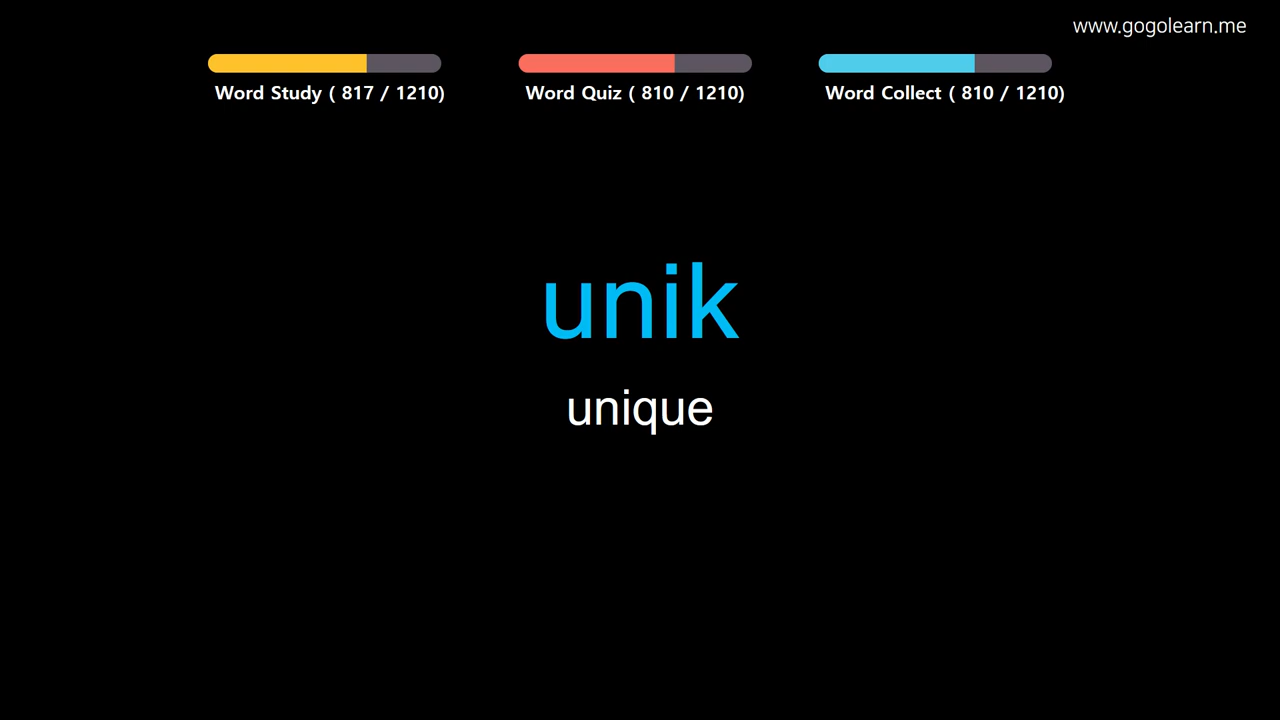 www.gogolearn.me
Word Study ( 817 / 1210)
Word Quiz ( 810 / 1210)
Word Collect ( 810 / 1210)
unik
unique